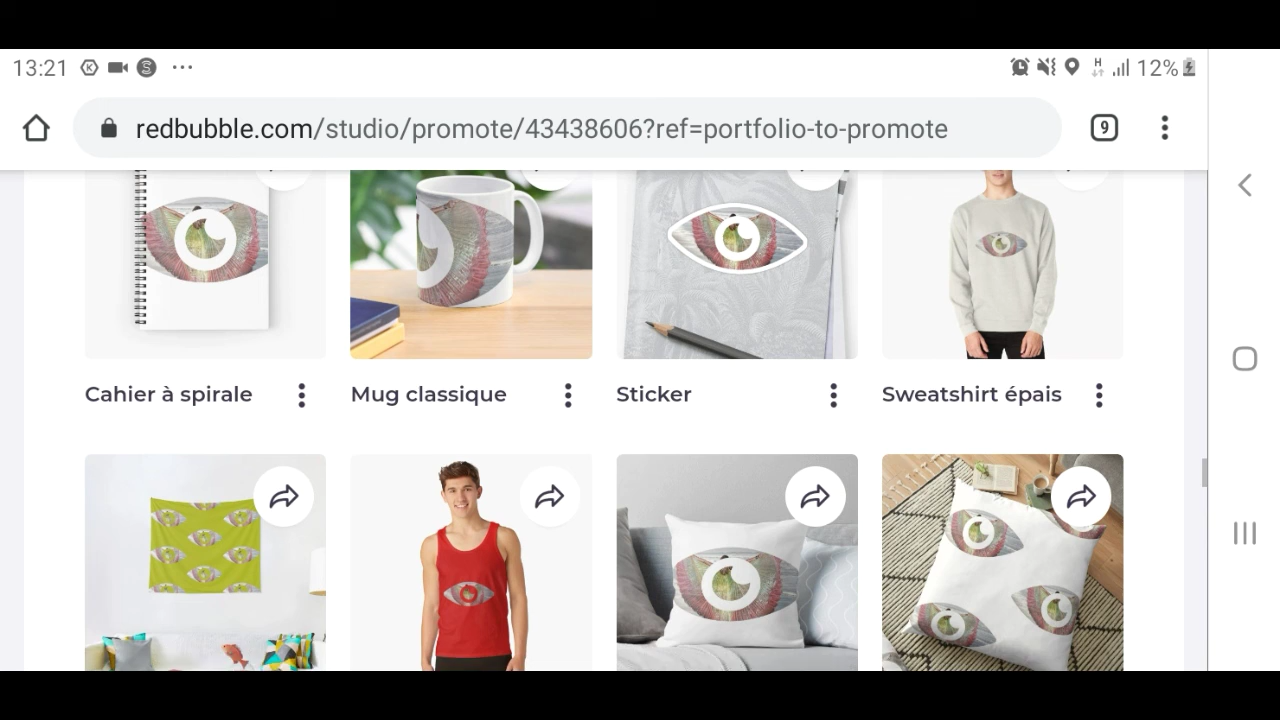 13:21 K S ... H 12%
redbubble.com/studio/promote/43438606?ref=portfolio-to-promote 9
Cahier à spirale
Mug classique
Sticker
Sweatshirt épais